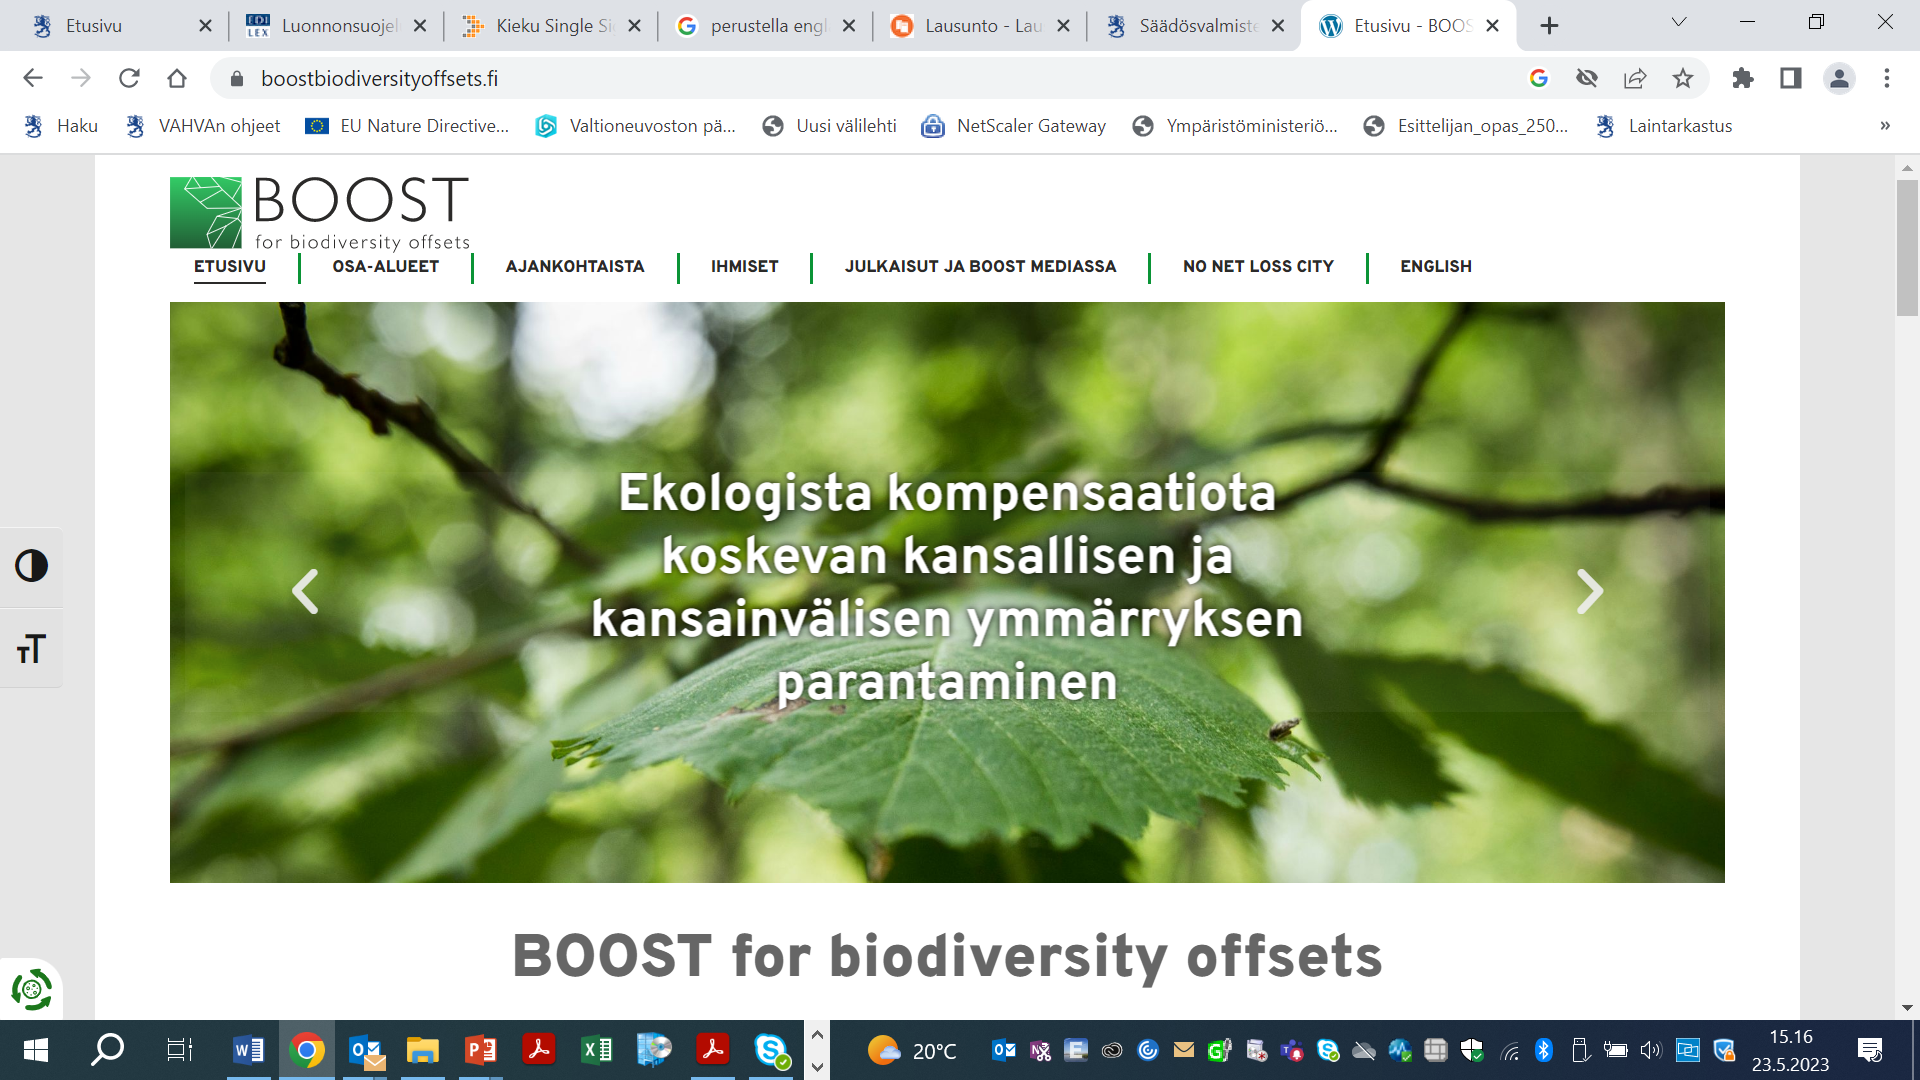 Etusivu
Luonnonsuojel
Kieku Single Si
perustella engl
Lausunto - Lau
Säädösvalmiste
Etusivu - BOOS
boostbiodiversityoffsets.fi
Haku
VAHVAn ohjeet
EU Nature Directive...
Valtioneuvoston pä...
Uusi välilehti
NetScaler Gateway
Ympäristöministeriö...
Esittelijan_opas_250...
Laintarkastus
»
EDI
LEX
BOOST
for biodiversity offsets
ETUSIVU
OSA-ALUEET
AJANKOHTAISTA
IHMISET
JULKAISUT JA BOOST MEDIASSA
NO NET LOSS CITY
ENGLISH
Ekologista kompensaatiota
koskevan kansallisen ja
kansainvälisen ymmärryksen
parantaminen
BOOST for biodiversity offsets
20°C
15.16
23.5.2023